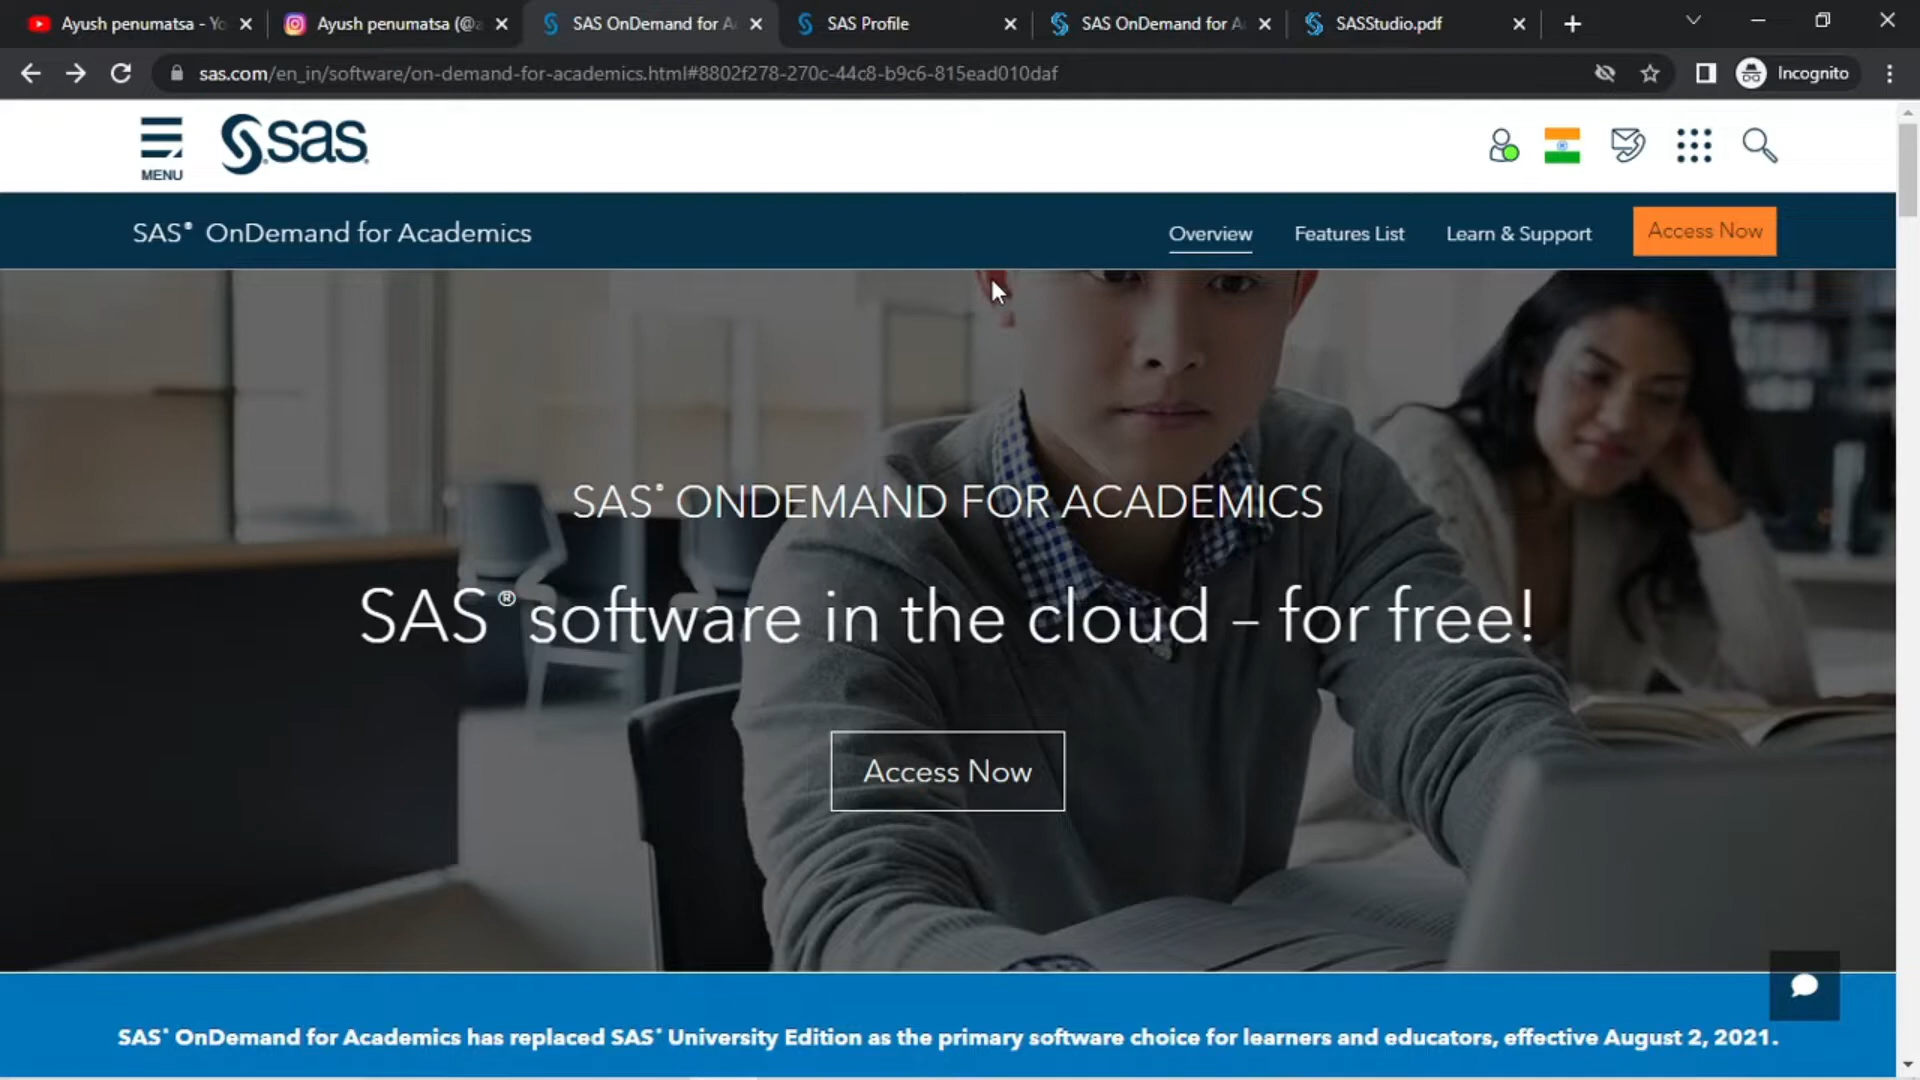 Ayush penumatsa - Yo
Ayush penumatsa (@a
SAS OnDemand for A
SAS Profile
SAS OnDemand for A
SASStudio.pdf
sas.com/en_in/software/on-demand-for-academics.html#8802f278-270c-44c8-b9c6-815ead010daf
Incognito
MENU
sas
SAS® OnDemand for Academics
Overview
Features List
Learn & Support
Access Now
SAS® ONDEMAND FOR ACADEMICS
SAS® software in the cloud – for free!
Access Now
SAS® OnDemand for Academics has replaced SAS® University Edition as the primary software choice for learners and educators, effective August 2, 2021.